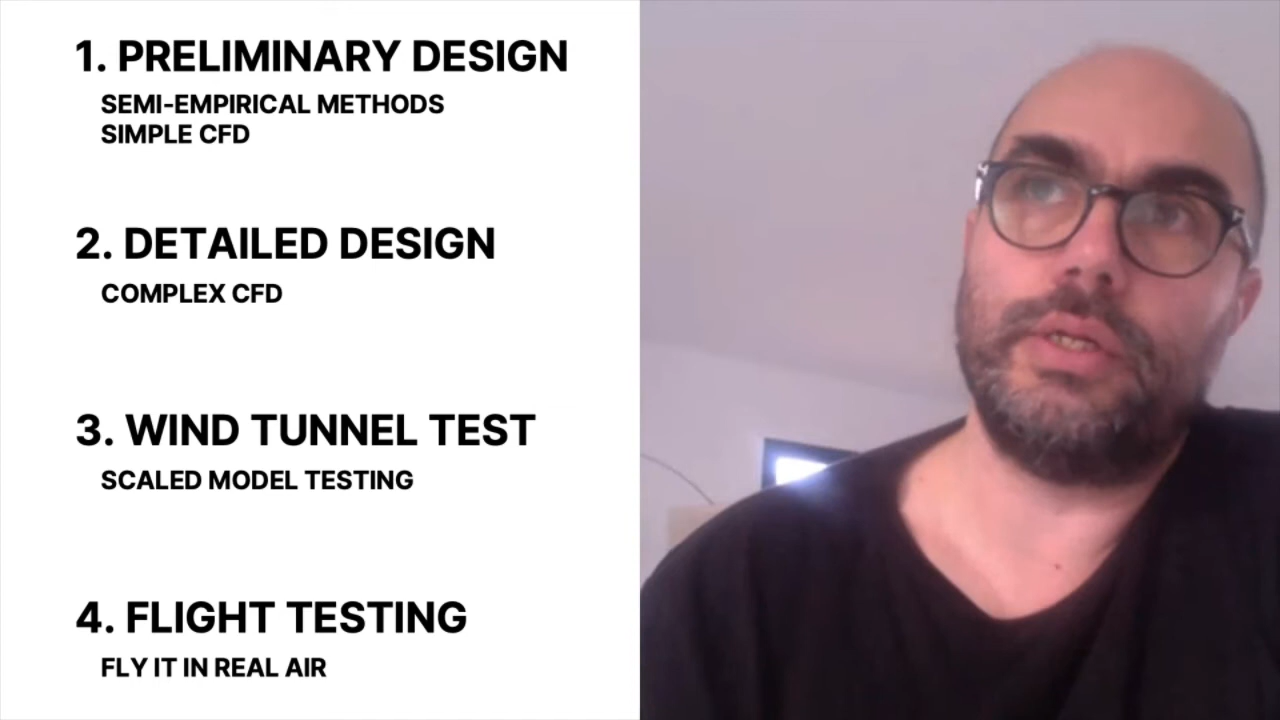 1. PRELIMINARY DESIGN
SEMI-EMPIRICAL METHODS
SIMPLE CFD
2. DETAILED DESIGN
COMPLEX CFD
3. WIND TUNNEL TEST
SCALED MODEL TESTING
4. FLIGHT TESTING
FLY IT IN REAL AIR